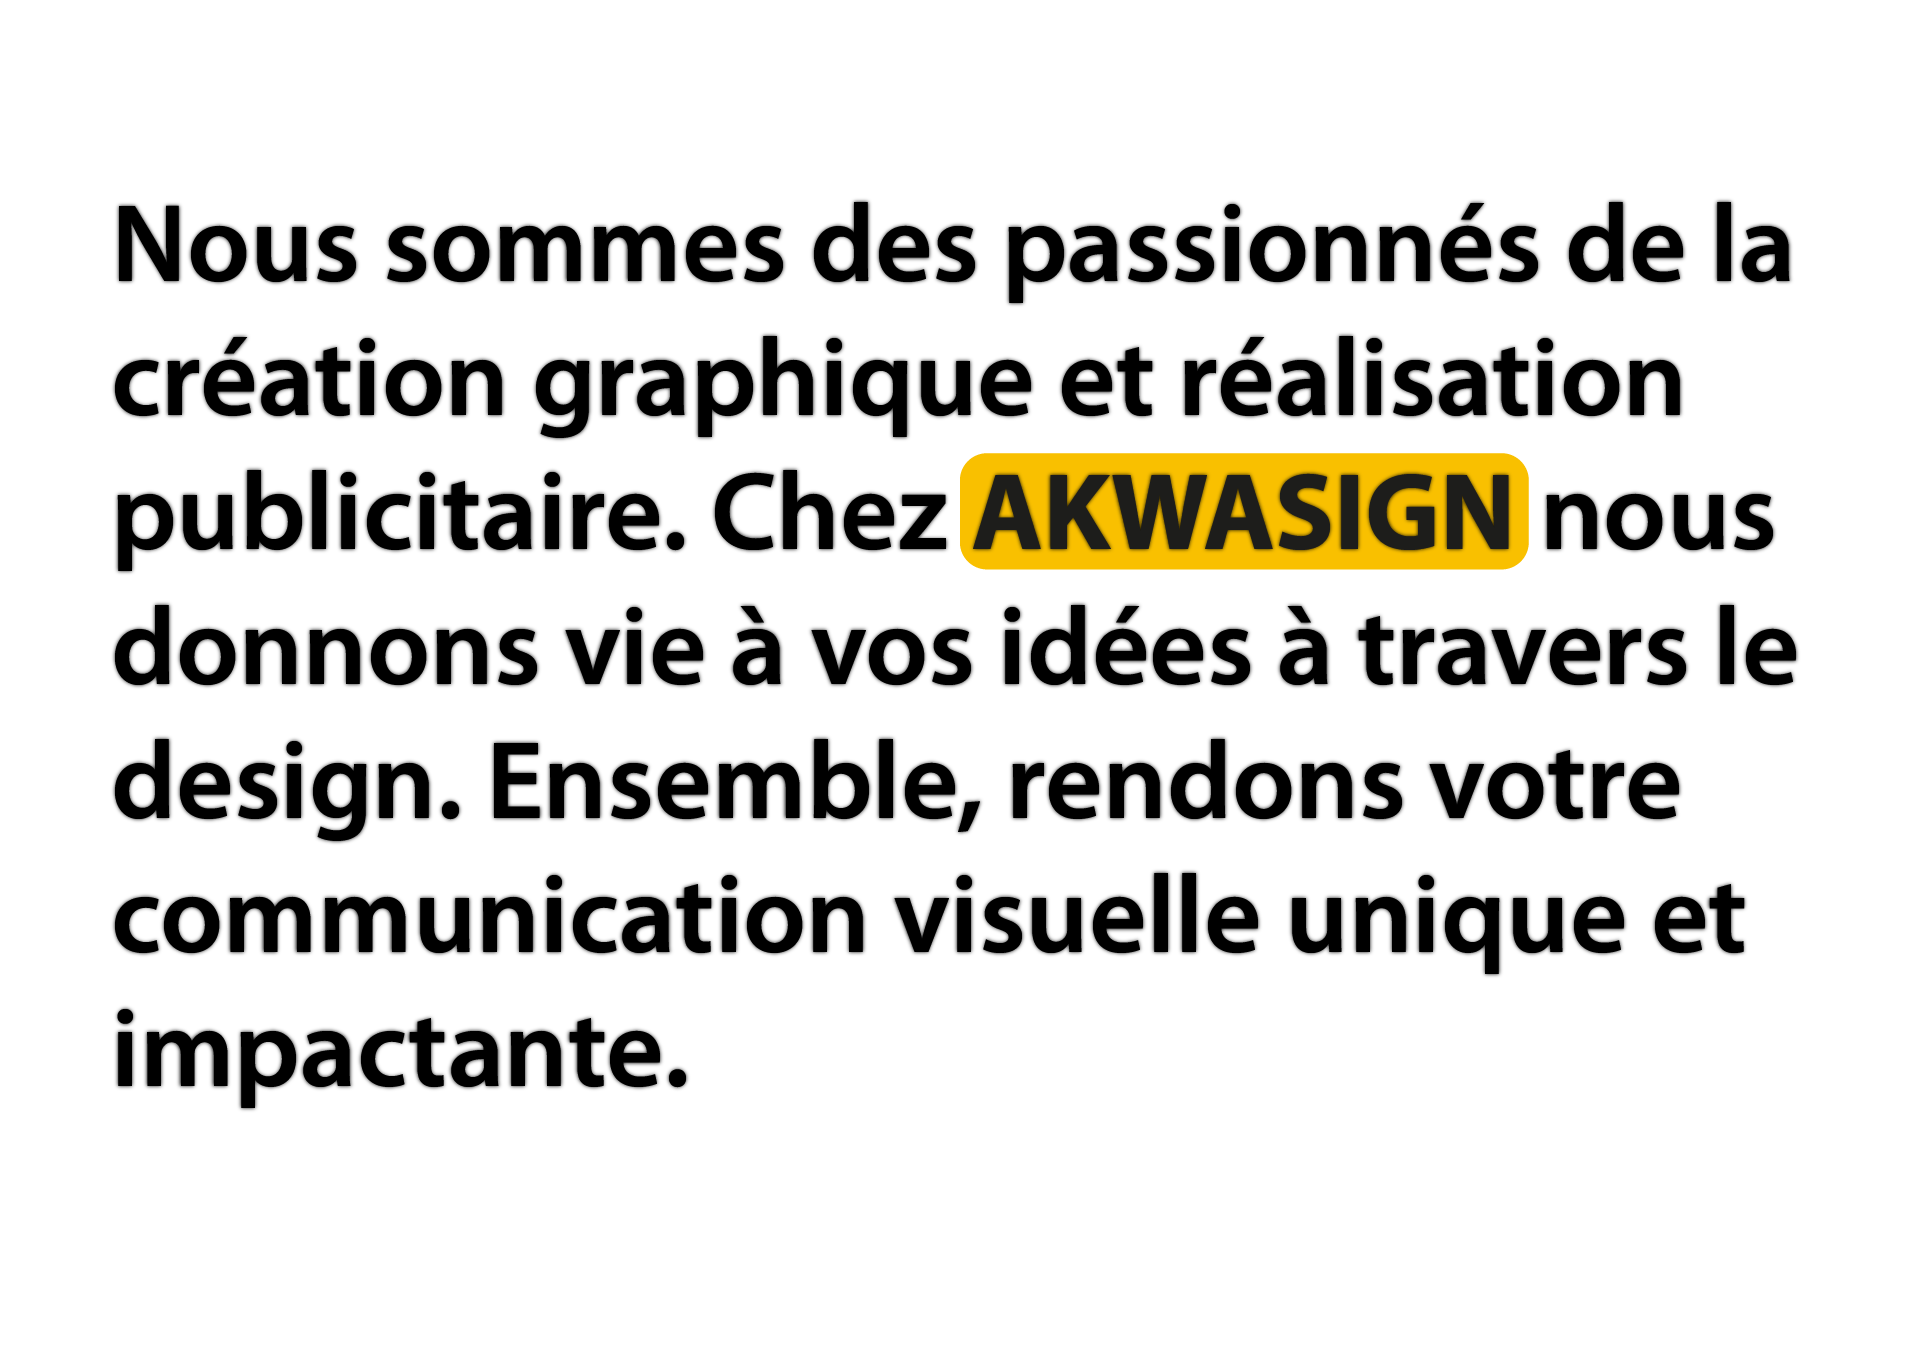 Nous sommes des passionnés de la
création graphique et réalisation
publicitaire. Chez AKWASIGN nous
donnons vie à vos idées à travers le
design. Ensemble, rendons votre
communication visuelle unique et
impactante.